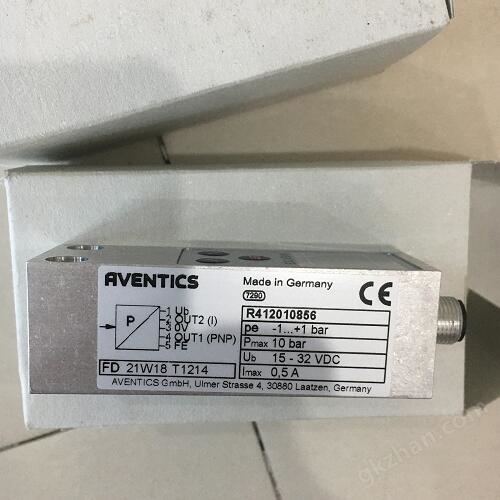 AVENTICS
Made in Germany
7290
CE
P
1 Ub
2 OUT2 (I)
3 0V
4 OUT1 (PNP)
5 FE
R412010856
pe -1...+1 bar
Pmax 10 bar
Ub 15 - 32 VDC
Imax 0,5 A
FD 21W18 T1214
AVENTICS GmbH, Ulmer Strasse 4, 30880 Laatzen, Germany
gkzhan.com